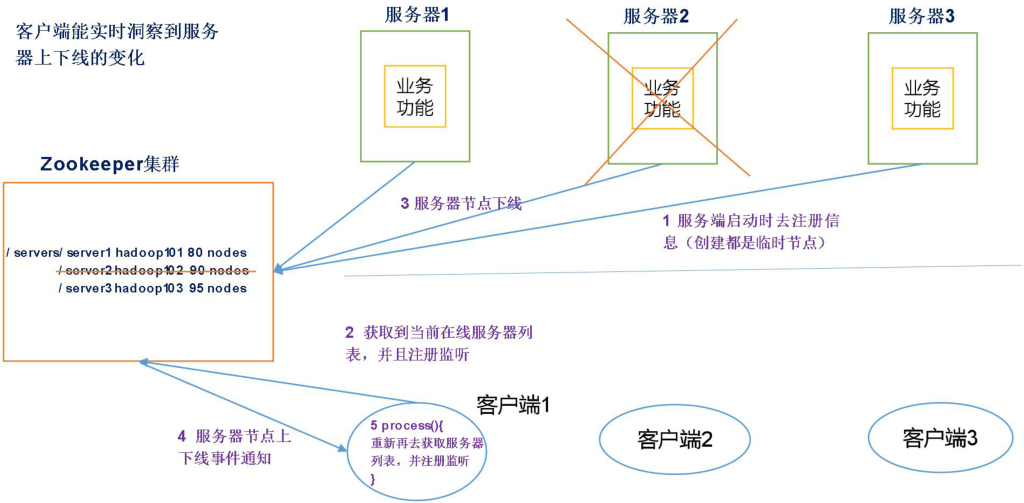 客户端能实时洞察到服务
器上下线的变化
服务器1
服务器2
服务器3
业务
功能
业务
功能
业务
功能
Zookeeper集群
/ servers/ server1 hadoop101 80 nodes
/ server2 hadoop102 90 nodes
/ server3 hadoop103 95 nodes
3 服务器节点下线
1 服务端启动时去注册信
息（创建都是临时节点）
2 获取到当前在线服务器列
表，并且注册监听
客户端1
4 服务器节点上
下线事件通知
5 process(){
重新再去获取服务器
列表，并注册监听
}
客户端2
客户端3